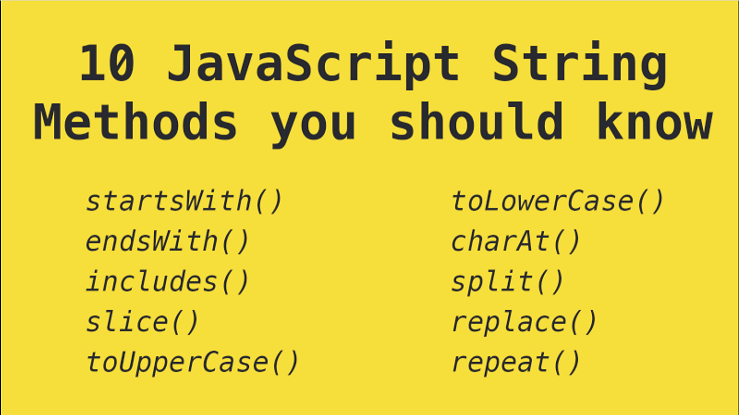 10 JavaScript String
Methods you should know
startsWith()
endsWith()
includes()
slice()
toUpperCase()
toLowerCase()
charAt()
split()
replace()
repeat()